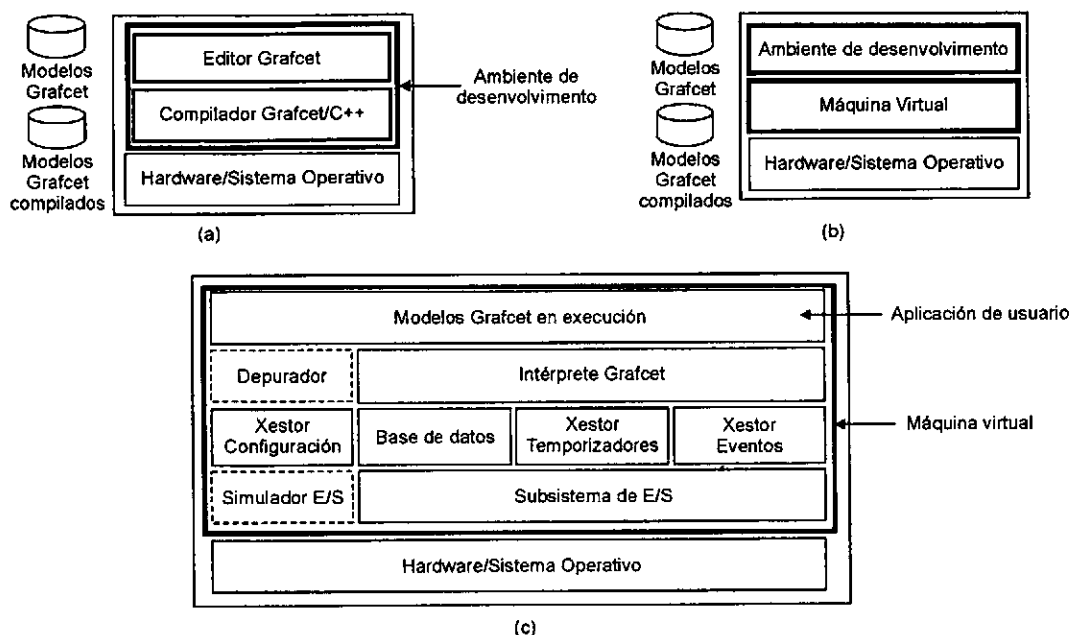 Modelos
Grafcet
Modelos
Grafcet
compilados
Editor Grafcet
Compilador Grafcet/C++
Hardware/Sistema Operativo
Ambiente de
desenvolvimento
(a)
Modelos
Grafcet
Modelos
Grafcet
compilados
Ambiente de desenvolvimento
Máquina Virtual
Hardware/Sistema Operativo
(b)
Modelos Grafcet en execución
Aplicación de usuario
Depurador
Intérprete Grafcet
Xestor
Configuración
Base de datos
Xestor
Temporizadores
Xestor
Eventos
Máquina virtual
Simulador E/S
Subsistema de E/S
Hardware/Sistema Operativo
(c)